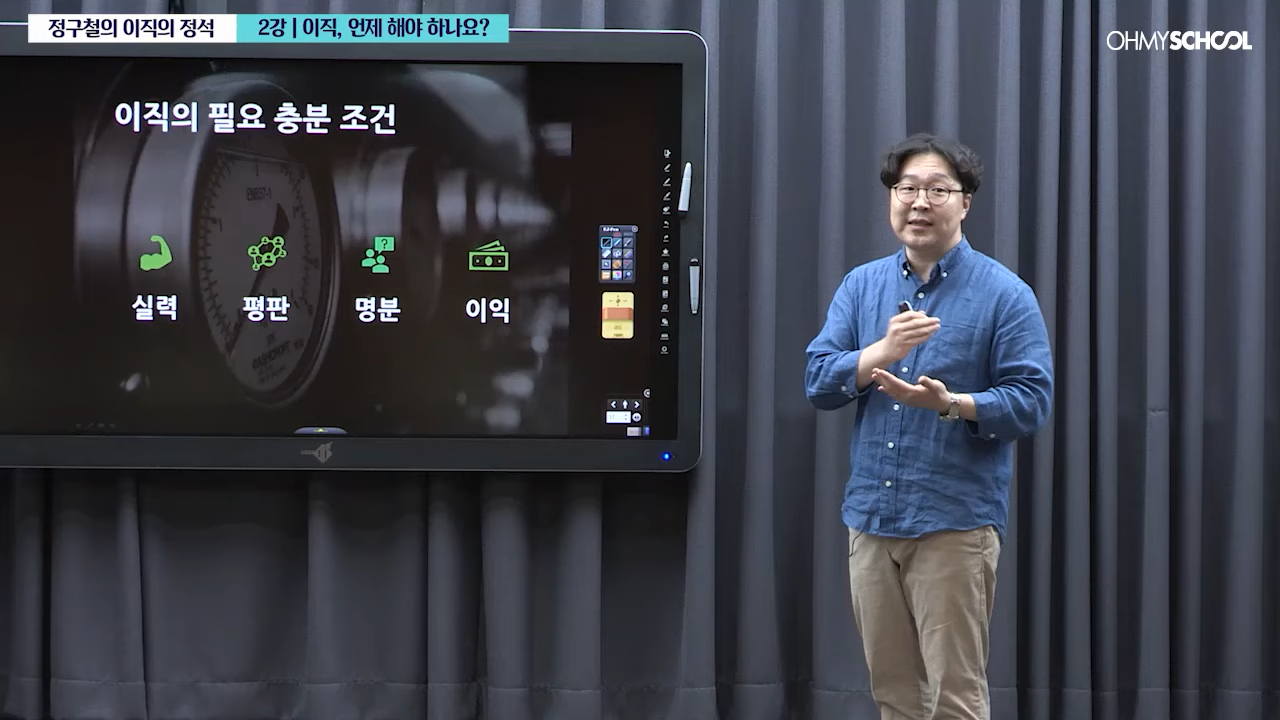 정구철의 이직의 정석
2강 | 이직, 언제 해야 하나요?
OHMYSCHOOL
이직의 필요 충분 조건
?
실력
평판
명분
이익